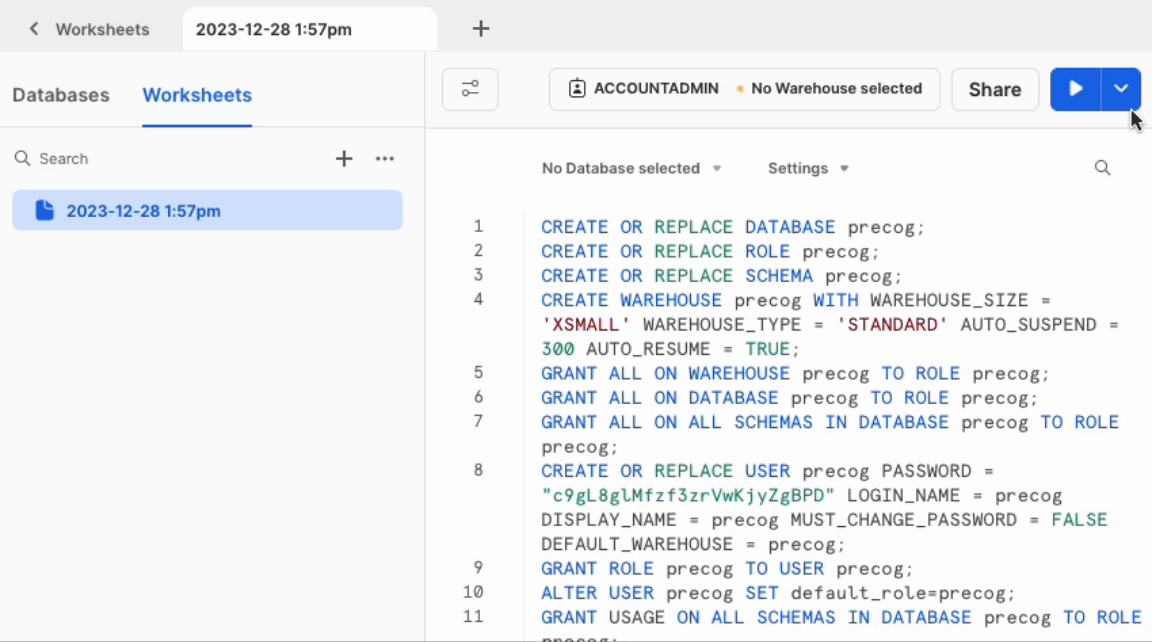 Worksheets
2023-12-28 1:57pm
Databases
Worksheets
ACCOUNTADMIN
No Warehouse selected
Share
Search
2023-12-28 1:57pm
No Database selected
Settings
1 CREATE OR REPLACE DATABASE precog;
2 CREATE OR REPLACE ROLE precog;
3 CREATE OR REPLACE SCHEMA precog;
4 CREATE WAREHOUSE precog WITH WAREHOUSE_SIZE =
'XSMALL' WAREHOUSE_TYPE = 'STANDARD' AUTO_SUSPEND =
300 AUTO_RESUME = TRUE;
5 GRANT ALL ON WAREHOUSE precog TO ROLE precog;
6 GRANT ALL ON DATABASE precog TO ROLE precog;
7 GRANT ALL ON ALL SCHEMAS IN DATABASE precog TO ROLE
precog;
8 CREATE OR REPLACE USER precog PASSWORD =
"c9gL8glMfzf3zrVwKjyZgBPD" LOGIN_NAME = precog
DISPLAY_NAME = precog MUST_CHANGE_PASSWORD = FALSE
DEFAULT_WAREHOUSE = precog;
9 GRANT ROLE precog TO USER precog;
10 ALTER USER precog SET default_role=precog;
11 GRANT USAGE ON ALL SCHEMAS IN DATABASE precog TO ROLE